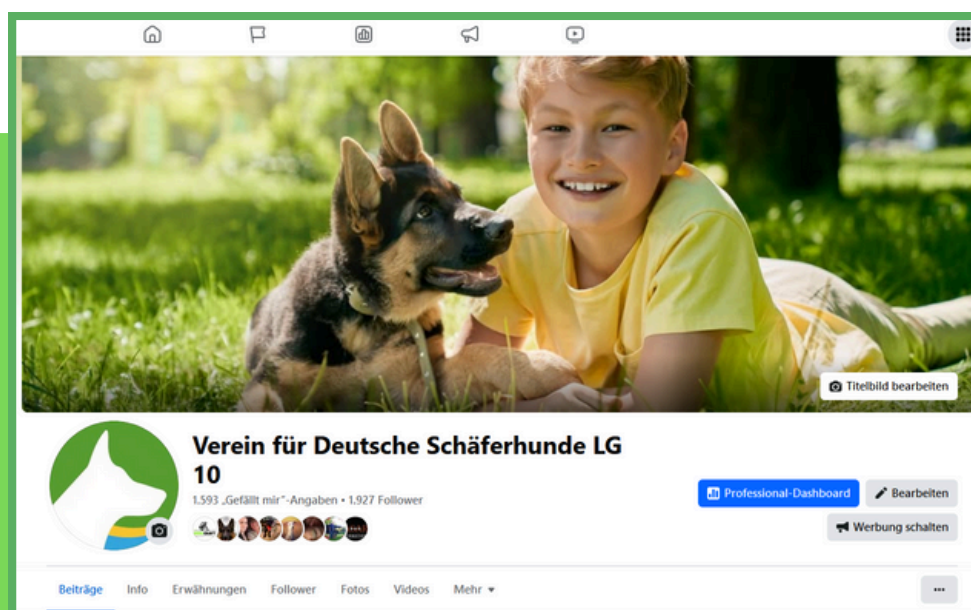 Titelbild bearbeiten
Verein für Deutsche Schäferhunde LG
10
1.593 „Gefällt mir"-Angaben • 1.927 Follower
Professional-Dashboard
Bearbeiten
Werbung schalten
Beiträge Info Erwähnungen Follower Fotos Videos Mehr